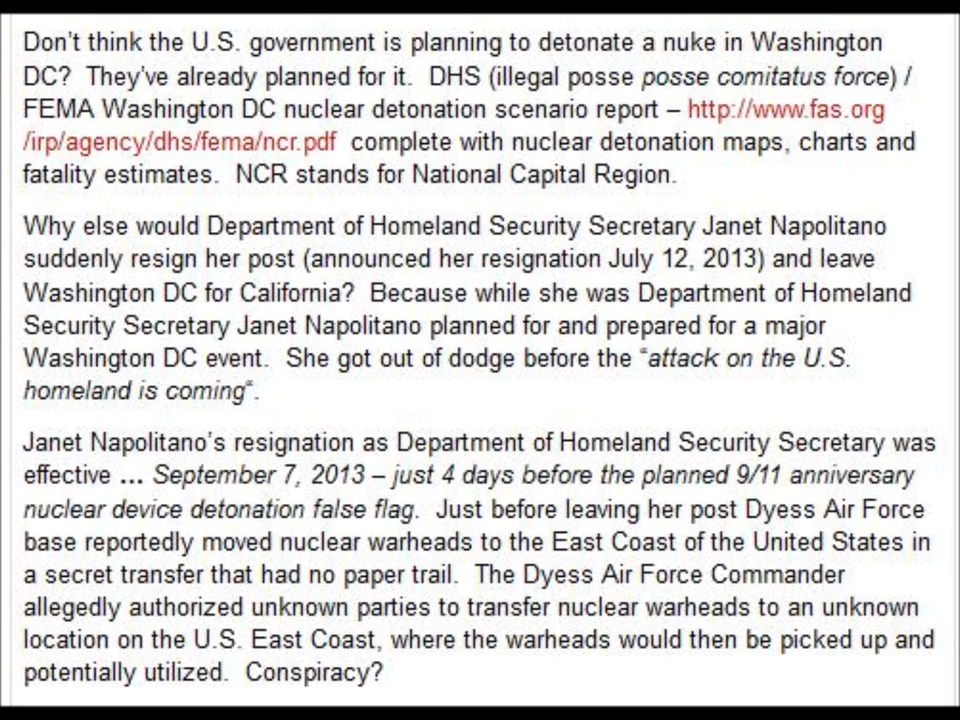 Don't think the U.S. government is planning to detonate a nuke in Washington
DC?  They've already planned for it.  DHS (illegal posse posse comitatus force) /
FEMA Washington DC nuclear detonation scenario report – http://www.fas.org
/irp/agency/dhs/fema/ncr.pdf  complete with nuclear detonation maps, charts and
fatality estimates.  NCR stands for National Capital Region.
Why else would Department of Homeland Security Secretary Janet Napolitano
suddenly resign her post (announced her resignation July 12, 2013) and leave
Washington DC for California?  Because while she was Department of Homeland
Security Secretary Janet Napolitano planned for and prepared for a major
Washington DC event.  She got out of dodge before the “attack on the U.S.
homeland is coming“.
Janet Napolitano's resignation as Department of Homeland Security Secretary was
effective … September 7, 2013 – just 4 days before the planned 9/11 anniversary
nuclear device detonation false flag.  Just before leaving her post Dyess Air Force
base reportedly moved nuclear warheads to the East Coast of the United States in
a secret transfer that had no paper trail.  The Dyess Air Force Commander
allegedly authorized unknown parties to transfer nuclear warheads to an unknown
location on the U.S. East Coast, where the warheads would then be picked up and
potentially utilized.  Conspiracy?